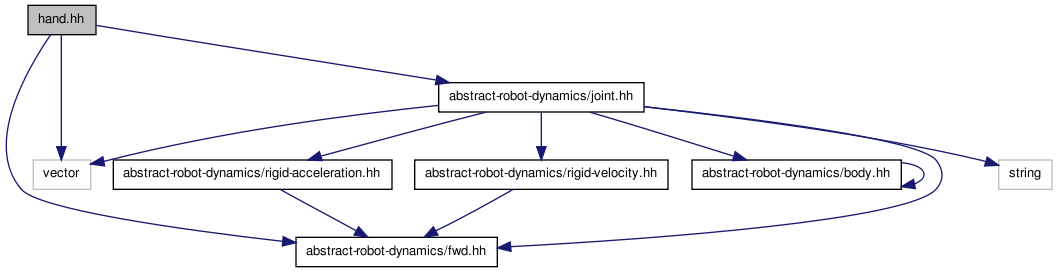 hand.hh
abstract-robot-dynamics/joint.hh
vector
abstract-robot-dynamics/rigid-acceleration.hh
abstract-robot-dynamics/rigid-velocity.hh
abstract-robot-dynamics/body.hh
string
abstract-robot-dynamics/fwd.hh